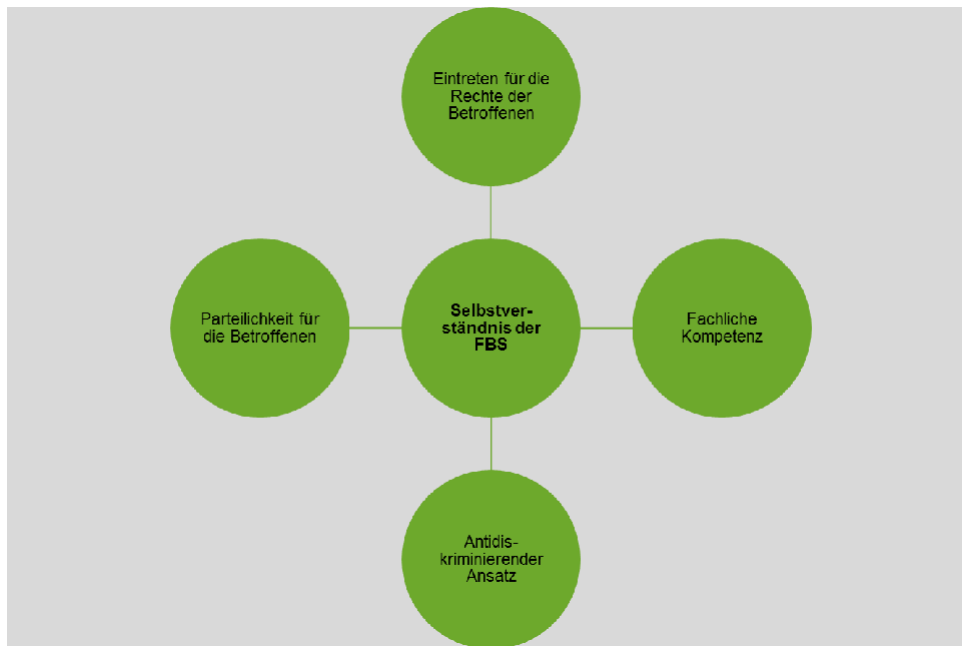 Eintreten für die
Rechte der
Betroffenen
Parteilichkeit für
die Betroffenen
Selbstver-
ständnis der
FBS
Fachliche
Kompetenz
Antidis-
kriminierender
Ansatz